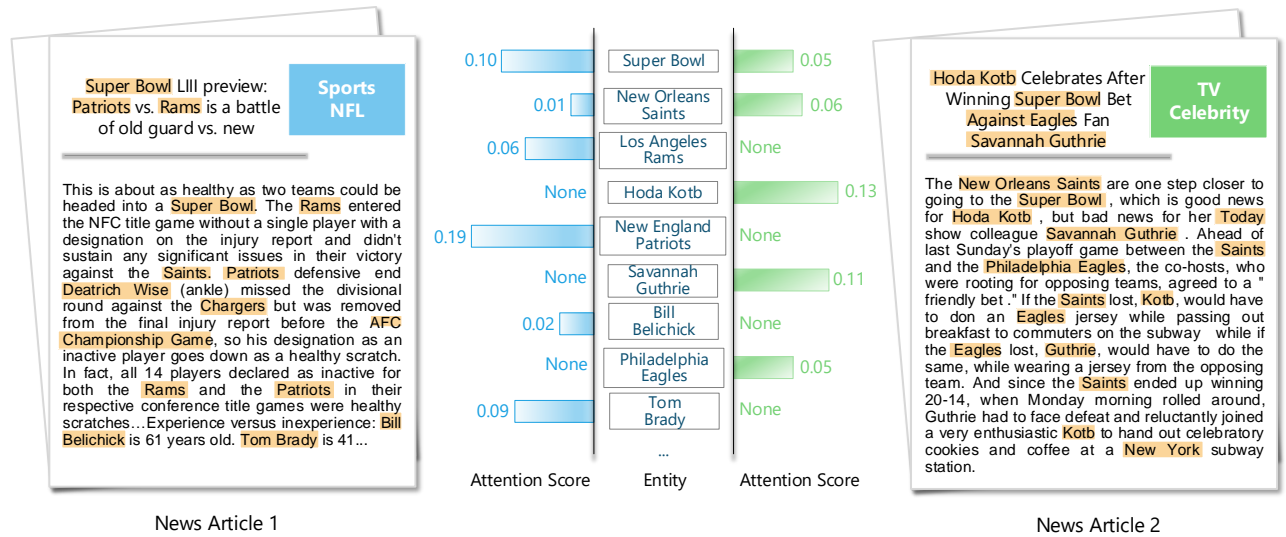 Super Bowl LIII preview:
Patriots vs. Rams is a battle
of old guard vs. new
Sports
NFL
This is about as healthy as two teams could be
headed into a Super Bowl. The Rams entered
the NFC title game without a single player with a
designation on the injury report and didn't
sustain any significant issues in their victory
against the Saints. Patriots defensive end
Deatrich Wise (ankle) missed the divisional
round against the Chargers but was removed
from the final injury report before the AFC
Championship Game, so his designation as an
inactive player goes down as a healthy scratch.
In fact, all 14 players declared as inactive for
both the Rams and the Patriots in their
respective conference title games were healthy
scratches...Experience versus inexperience: Bill
Belichick is 61 years old. Tom Brady is 41...
News Article 1
0.10 Super Bowl 0.05
0.01 New Orleans
Saints 0.06
0.06 Los Angeles
Rams None
None Hoda Kotb 0.13
0.19 New England
Patriots None
None Savannah
Guthrie 0.11
0.02 Bill
Belichick None
None Philadelphia
Eagles 0.05
0.09 Tom
Brady None
...
Attention Score Entity Attention Score
Hoda Kotb Celebrates After
Winning Super Bowl Bet
Against Eagles Fan
Savannah Guthrie
TV
Celebrity
The New Orleans Saints are one step closer to
going to the Super Bowl , which is good news
for Hoda Kotb , but bad news for her Today
show colleague Savannah Guthrie . Ahead of
last Sunday's playoff game between the Saints
and the Philadelphia Eagles, the co-hosts, who
were rooting for opposing teams, agreed to a "
friendly bet ." If the Saints lost, Kotb, would have
to don an Eagles jersey while passing out
breakfast to commuters on the subway while if
the Eagles lost, Guthrie, would have to do the
same, while wearing a jersey from the opposing
team. And since the Saints ended up winning
20-14, when Monday morning rolled around,
Guthrie had to face defeat and reluctantly joined
a very enthusiastic Kotb to hand out celebratory
cookies and coffee at a New York subway
station.
News Article 2